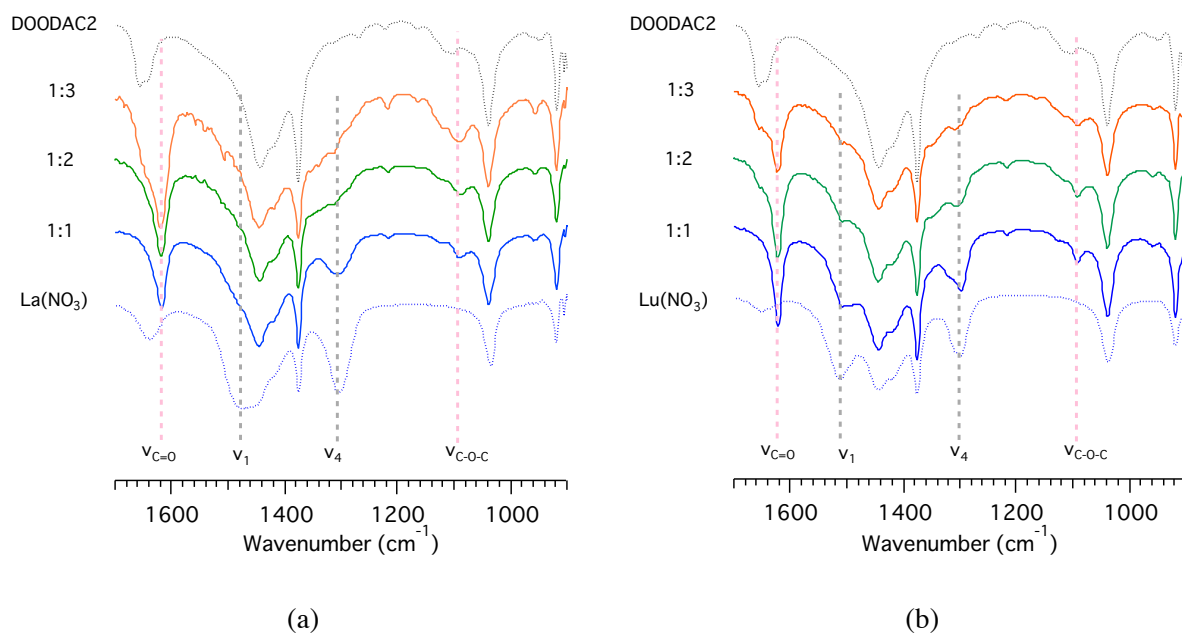 DOODAC2
1:3
1:2
1:1
La(NO₃)
νC=O
ν₁
ν₄
νC-O-C
1600 1400 1200 1000
Wavenumber (cm⁻¹)
(a)
DOODAC2
1:3
1:2
1:1
Lu(NO₃)
νC=O
ν₁
ν₄
νC-O-C
1600 1400 1200 1000
Wavenumber (cm⁻¹)
(b)